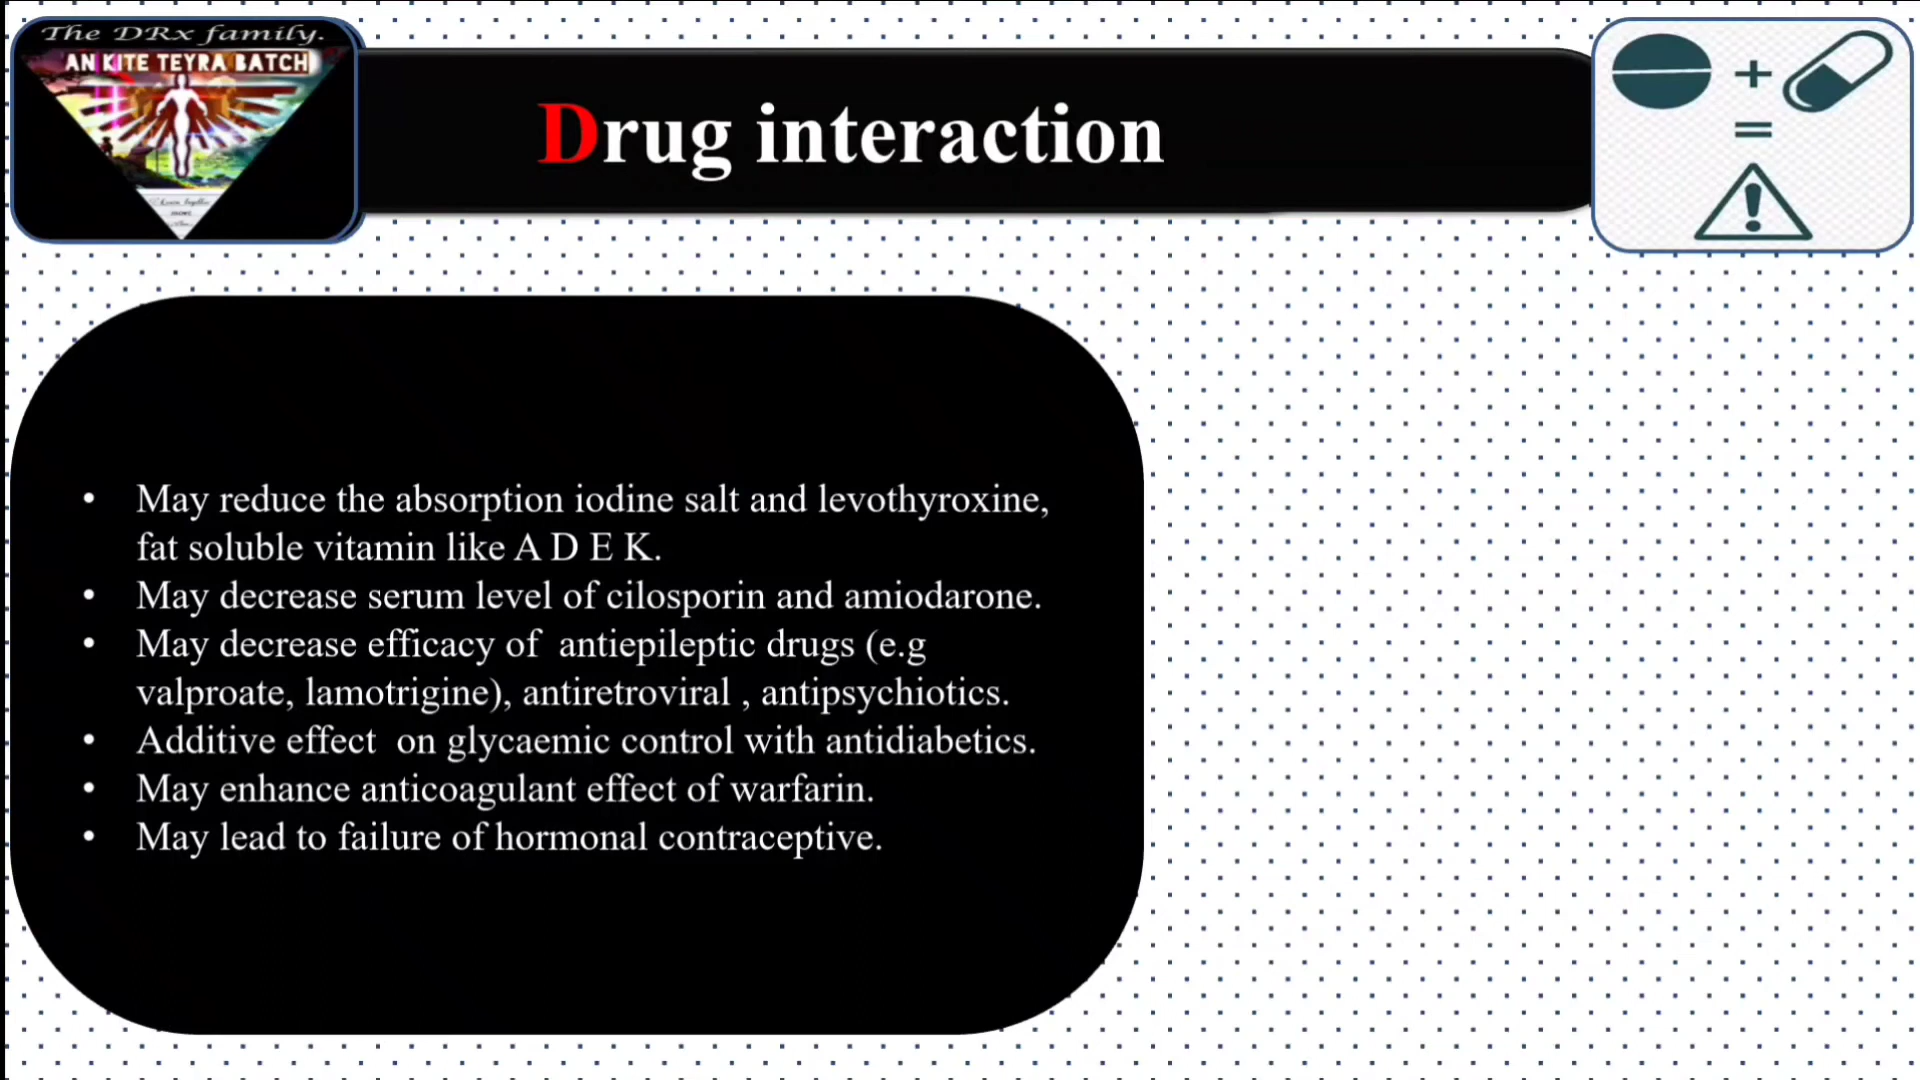 The DRx family.
AN KITE TEYRA BATCH
Drug interaction
• May reduce the absorption iodine salt and levothyroxine,
fat soluble vitamin like A D E K.
• May decrease serum level of cilosporin and amiodarone.
• May decrease efficacy of antiepileptic drugs (e.g
valproate, lamotrigine), antiretroviral , antipsychiotics.
• Additive effect on glycaemic control with antidiabetics.
• May enhance anticoagulant effect of warfarin.
• May lead to failure of hormonal contraceptive.